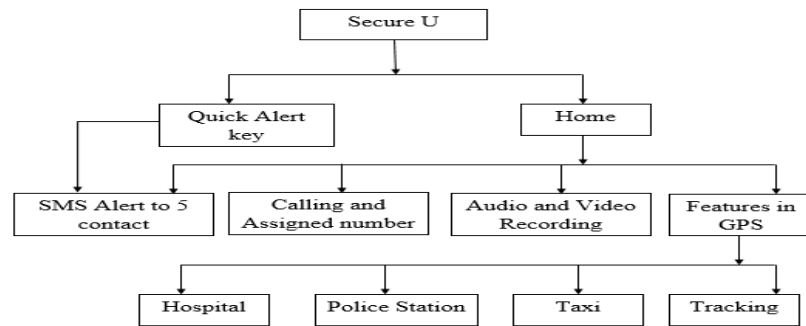 Secure U
Quick Alert
key
Home
SMS Alert to 5
contact
Calling and
Assigned number
Audio and Video
Recording
Features in
GPS
Hospital
Police Station
Taxi
Tracking